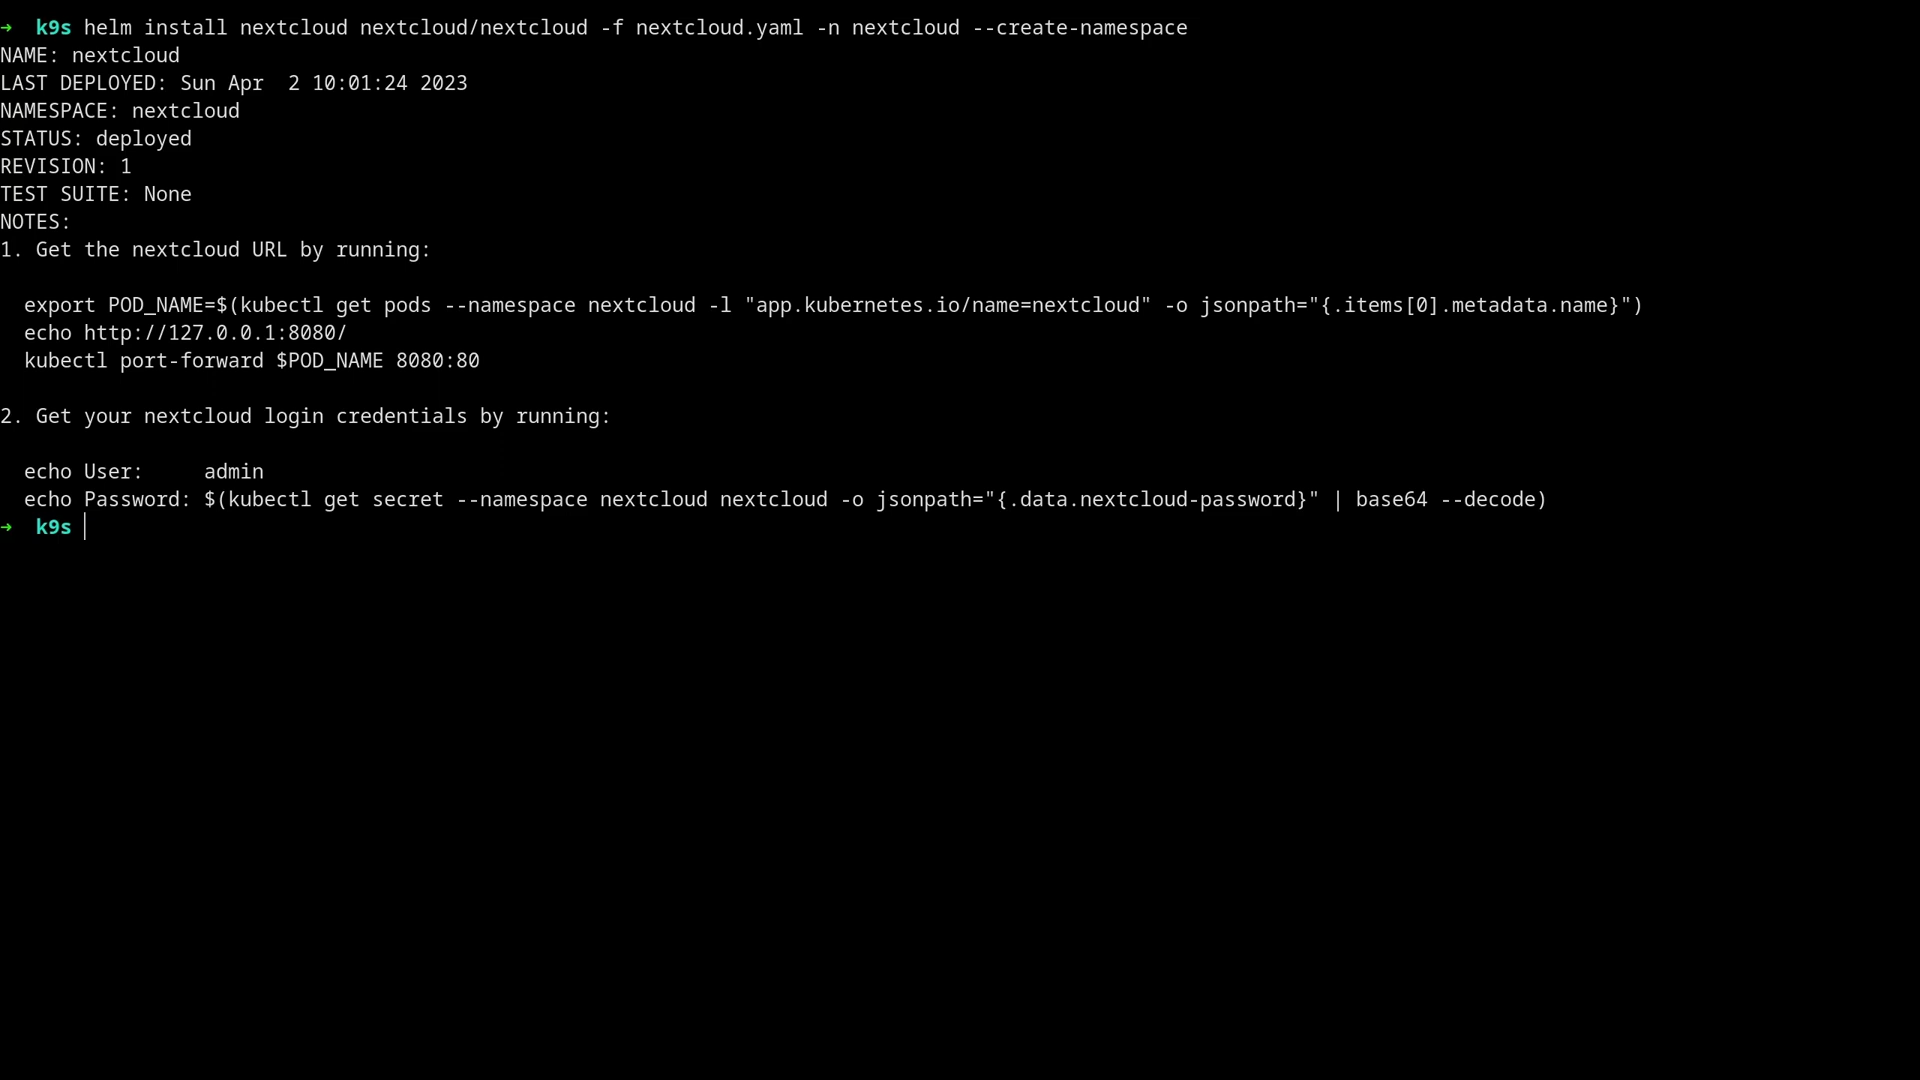 ➜  k9s helm install nextcloud nextcloud/nextcloud -f nextcloud.yaml -n nextcloud --create-namespace
NAME: nextcloud
LAST DEPLOYED: Sun Apr  2 10:01:24 2023
NAMESPACE: nextcloud
STATUS: deployed
REVISION: 1
TEST SUITE: None
NOTES:
1. Get the nextcloud URL by running:

  export POD_NAME=$(kubectl get pods --namespace nextcloud -l "app.kubernetes.io/name=nextcloud" -o jsonpath="{.items[0].metadata.name}")
  echo http://127.0.0.1:8080/
  kubectl port-forward $POD_NAME 8080:80

2. Get your nextcloud login credentials by running:

  echo User:     admin
  echo Password: $(kubectl get secret --namespace nextcloud nextcloud -o jsonpath="{.data.nextcloud-password}" | base64 --decode)
➜  k9s